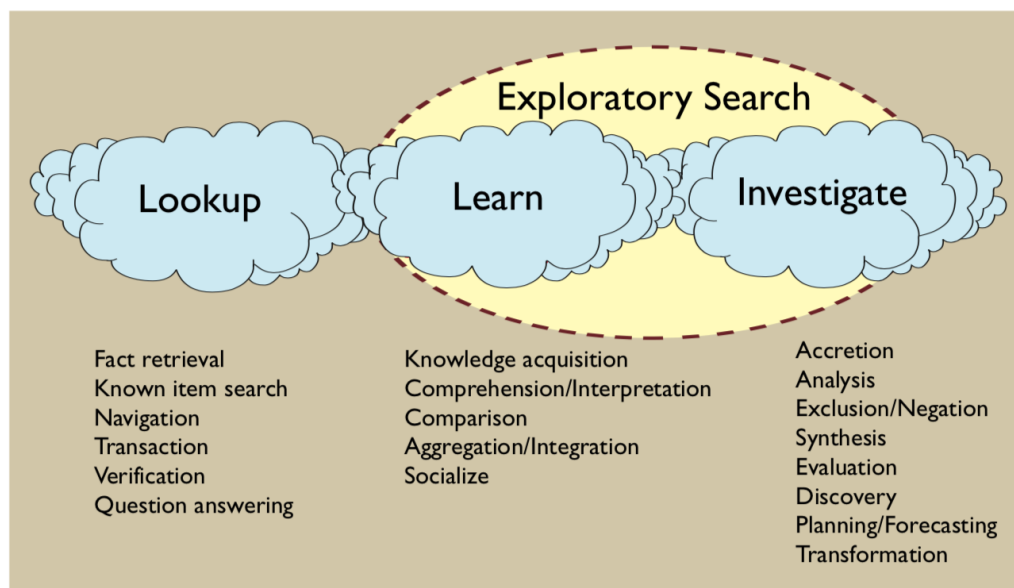 Exploratory Search
Lookup
Learn
Investigate
Fact retrieval
Known item search
Navigation
Transaction
Verification
Question answering
Knowledge acquisition
Comprehension/Interpretation
Comparison
Aggregation/Integration
Socialize
Accretion
Analysis
Exclusion/Negation
Synthesis
Evaluation
Discovery
Planning/Forecasting
Transformation